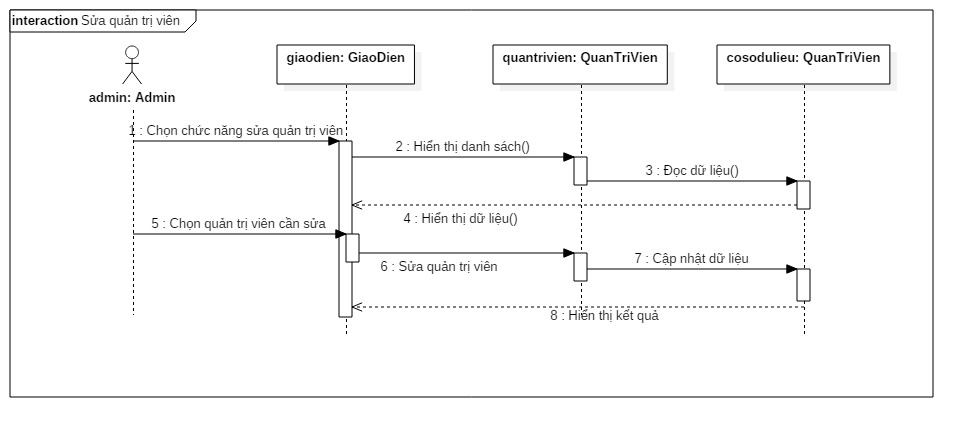 interaction Sửa quản trị viên
admin: Admin
giaodien: GiaoDien
quantrivien: QuanTriVien
cosodulieu: QuanTriVien
1 : Chọn chức năng sửa quản trị viên
2 : Hiển thị danh sách()
3 : Đọc dữ liệu()
4 : Hiển thị dữ liệu()
5 : Chọn quản trị viên cần sửa
6 : Sửa quản trị viên
7 : Cập nhật dữ liệu
8 : Hiển thị kết quả